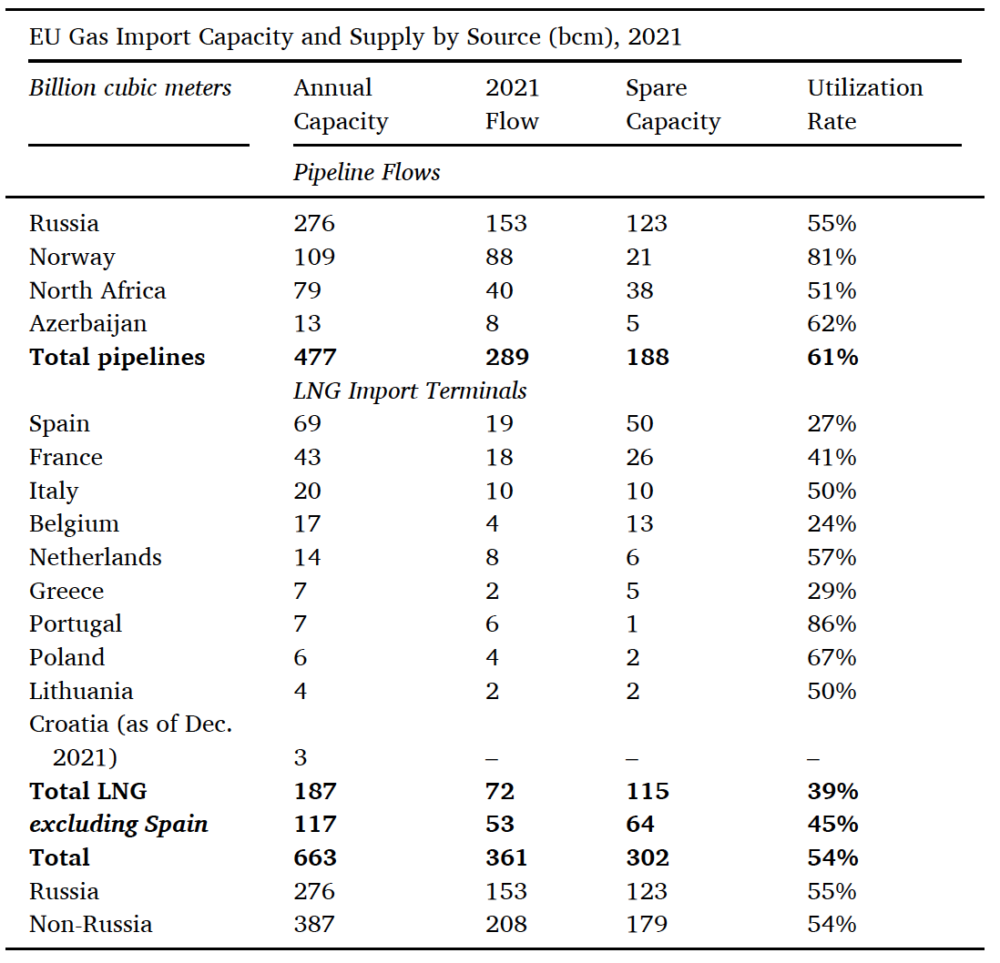 EU Gas Import Capacity and Supply by Source (bcm), 2021
Billion cubic meters Annual Capacity 2021 Flow Spare Capacity Utilization Rate
Pipeline Flows
Russia 276 153 123 55%
Norway 109 88 21 81%
North Africa 79 40 38 51%
Azerbaijan 13 8 5 62%
Total pipelines 477 289 188 61%
LNG Import Terminals
Spain 69 19 50 27%
France 43 18 26 41%
Italy 20 10 10 50%
Belgium 17 4 13 24%
Netherlands 14 8 6 57%
Greece 7 2 5 29%
Portugal 7 6 1 86%
Poland 6 4 2 67%
Lithuania 4 2 2 50%
Croatia (as of Dec.
2021) 3 – – –
Total LNG 187 72 115 39%
excluding Spain 117 53 64 45%
Total 663 361 302 54%
Russia 276 153 123 55%
Non-Russia 387 208 179 54%